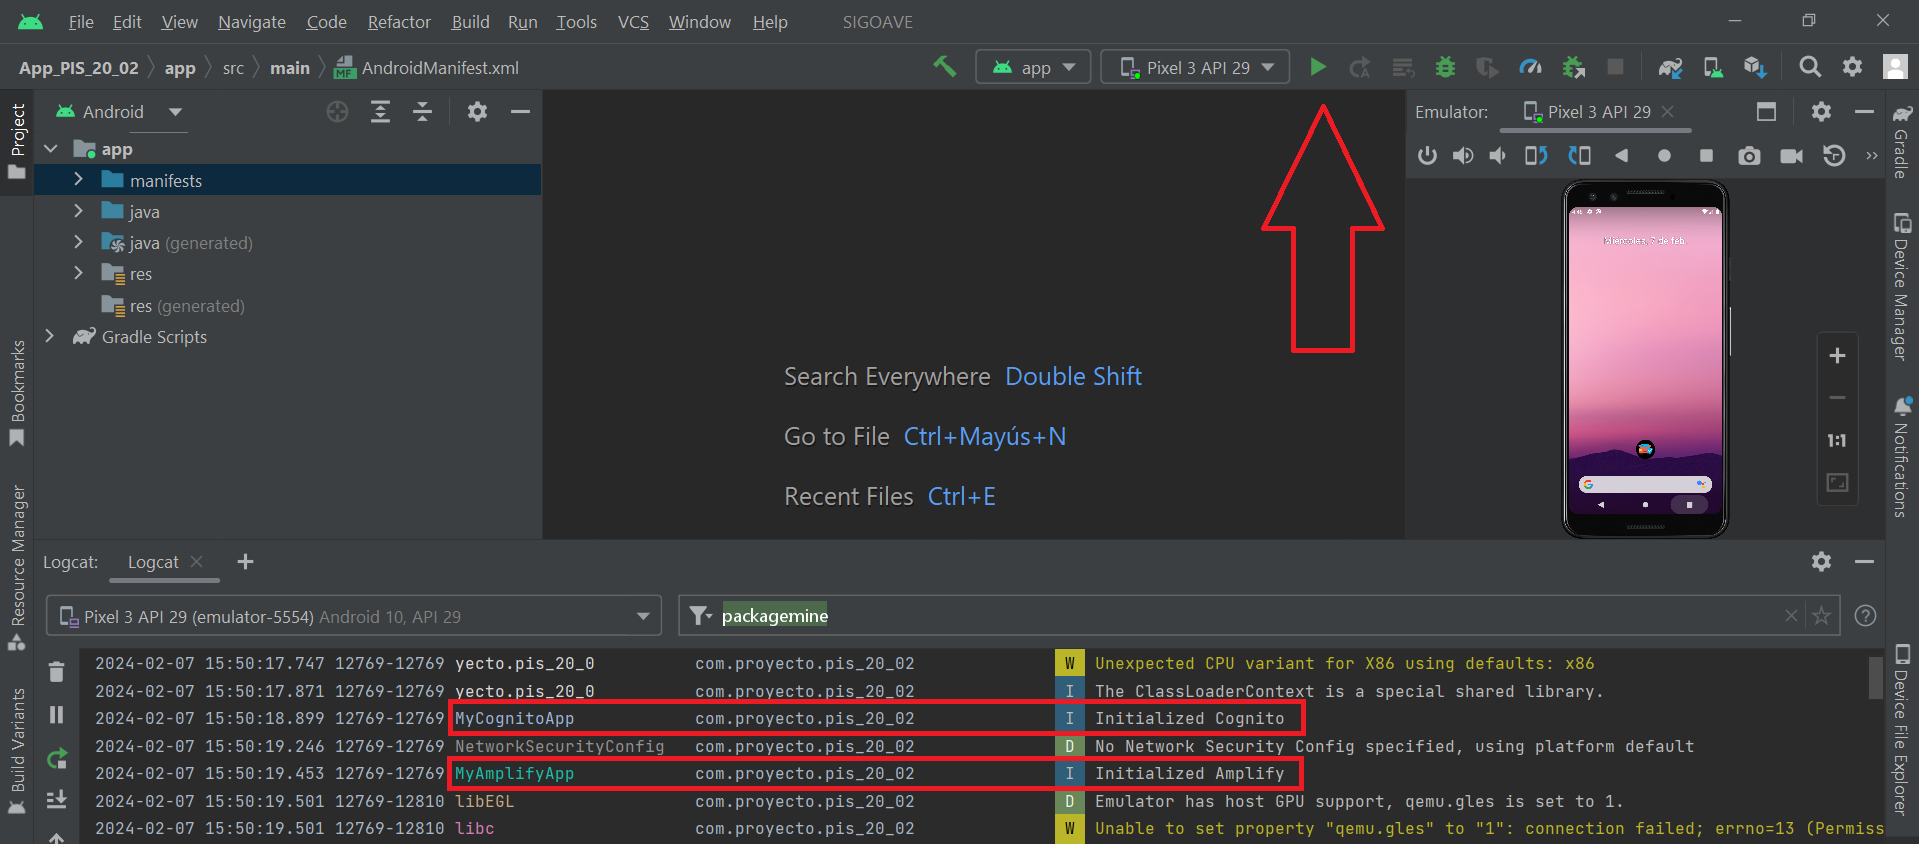 File Edit View Navigate Code Refactor Build Run Tools VCS Window Help SIGOAVE
App_PIS_20_02 app src main AndroidManifest.xml
app Pixel 3 API 29
Project
Bookmarks
Resource Manager
Build Variants
Android
app
manifests
java
java (generated)
res
res (generated)
Gradle Scripts
Search Everywhere Double Shift
Go to File Ctrl+Mayús+N
Recent Files Ctrl+E
Emulator: Pixel 3 API 29
Miércoles, 7 de feb.
1:1
Gradle
Device Manager
Notifications
Device File Explorer
Logcat: Logcat
Pixel 3 API 29 (emulator-5554) Android 10, API 29
packagemine
2024-02-07 15:50:17.747 12769-12769 yecto.pis_20_0 com.proyecto.pis_20_02 W Unexpected CPU variant for X86 using defaults: x86
2024-02-07 15:50:17.871 12769-12769 yecto.pis_20_0 com.proyecto.pis_20_02 I The ClassLoaderContext is a special shared library.
2024-02-07 15:50:18.899 12769-12769 MyCognitoApp com.proyecto.pis_20_02 I Initialized Cognito
2024-02-07 15:50:19.246 12769-12769 NetworkSecurityConfig com.proyecto.pis_20_02 D No Network Security Config specified, using platform default
2024-02-07 15:50:19.453 12769-12769 MyAmplifyApp com.proyecto.pis_20_02 I Initialized Amplify
2024-02-07 15:50:19.501 12769-12810 libEGL com.proyecto.pis_20_02 D Emulator has host GPU support, qemu.gles is set to 1.
2024-02-07 15:50:19.501 12769-12810 libc com.proyecto.pis_20_02 W Unable to set property "qemu.gles" to "1": connection failed; errno=13 (Permiss